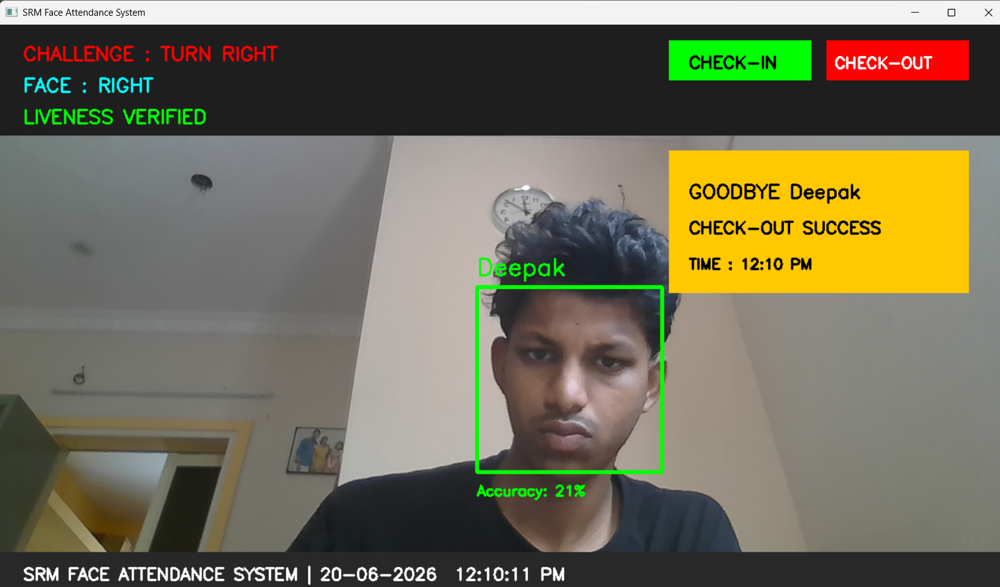 SRM Face Attendance System
CHALLENGE : TURN RIGHT
FACE : RIGHT
LIVENESS VERIFIED
CHECK-IN
CHECK-OUT
GOODBYE Deepak
CHECK-OUT SUCCESS
TIME : 12:10 PM
Deepak
Accuracy: 21%
SRM FACE ATTENDANCE SYSTEM | 20-06-2026 12:10:11 PM